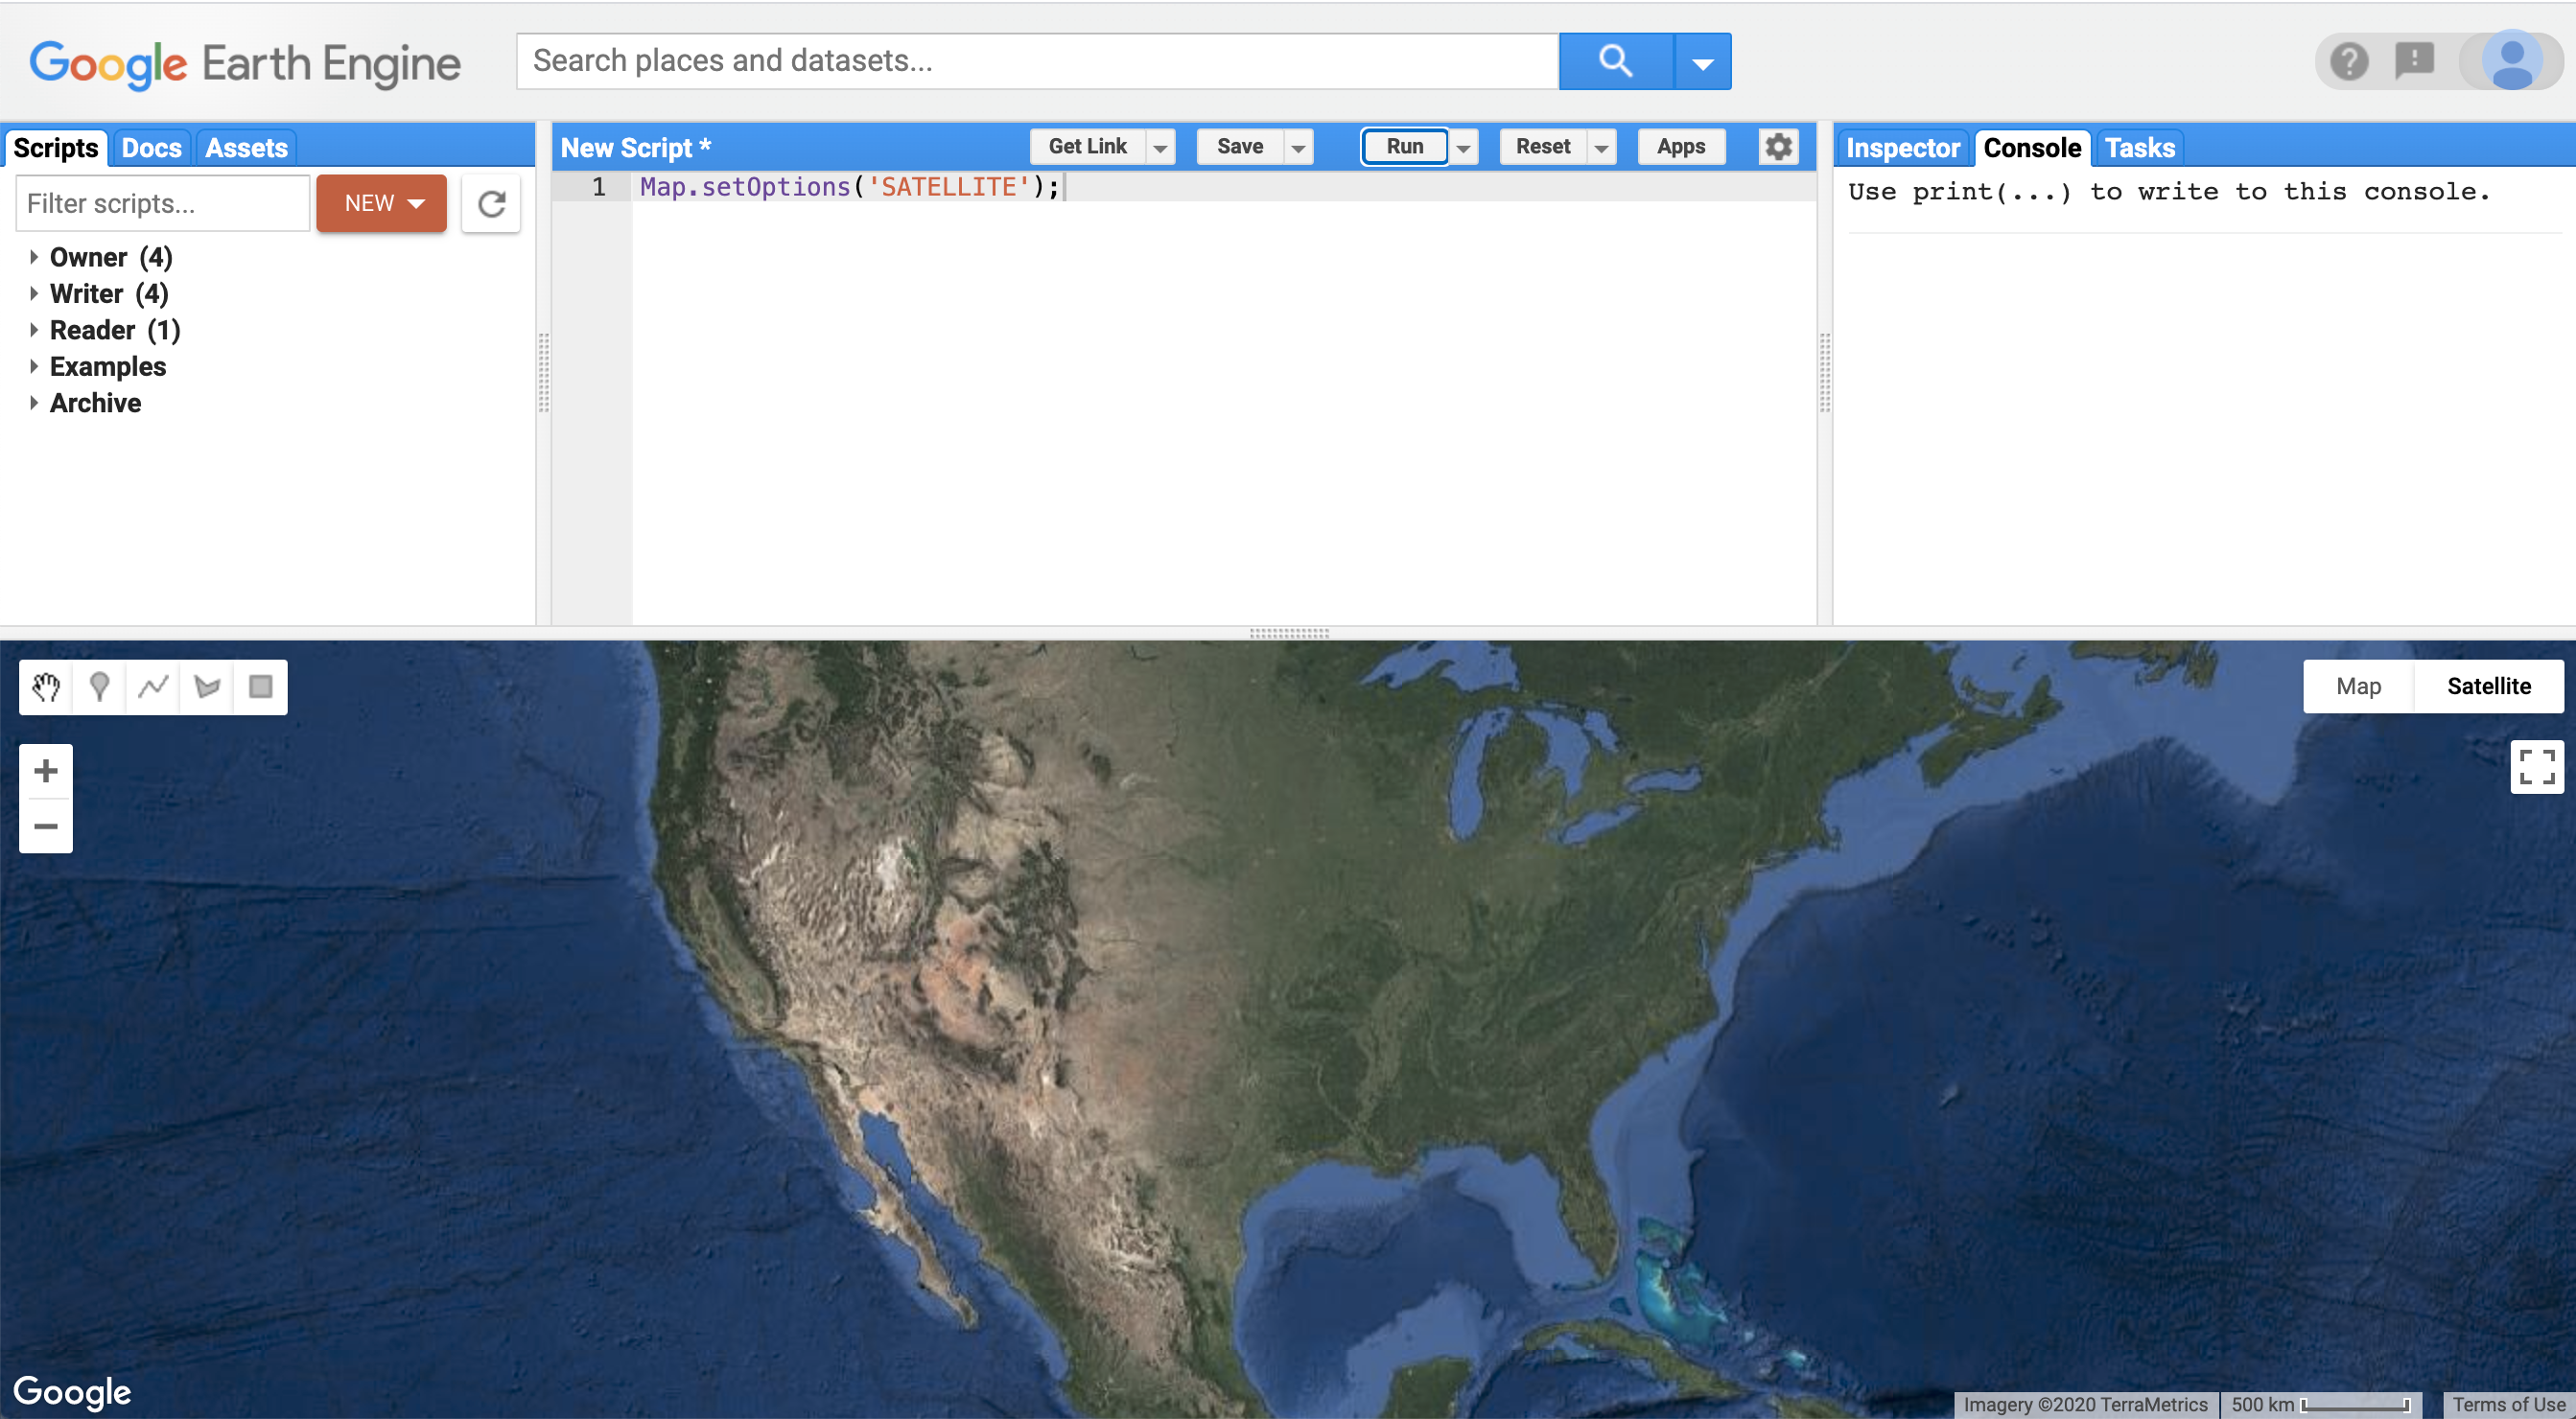 Google Earth Engine
Search places and datasets...
Scripts Docs Assets
New Script *
Get Link Save Run Reset Apps
Inspector Console Tasks
Filter scripts...
NEW
1 Map.setOptions('SATELLITE');
Use print(...) to write to this console.
Owner (4)
Writer (4)
Reader (1)
Examples
Archive
Map Satellite
Google
Imagery ©2020 TerraMetrics
500 km
Terms of Use